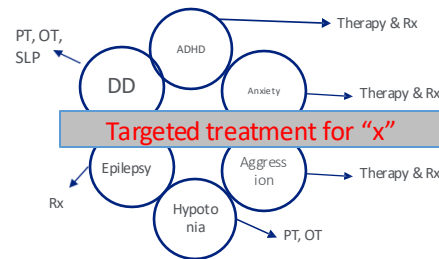 PT, OT,
SLP
ADHD
Therapy & Rx
DD
Anxiety
Therapy & Rx
Targeted treatment for “x”
Epilepsy
Aggress
ion
Therapy & Rx
Rx
Hypoto
nia
PT, OT